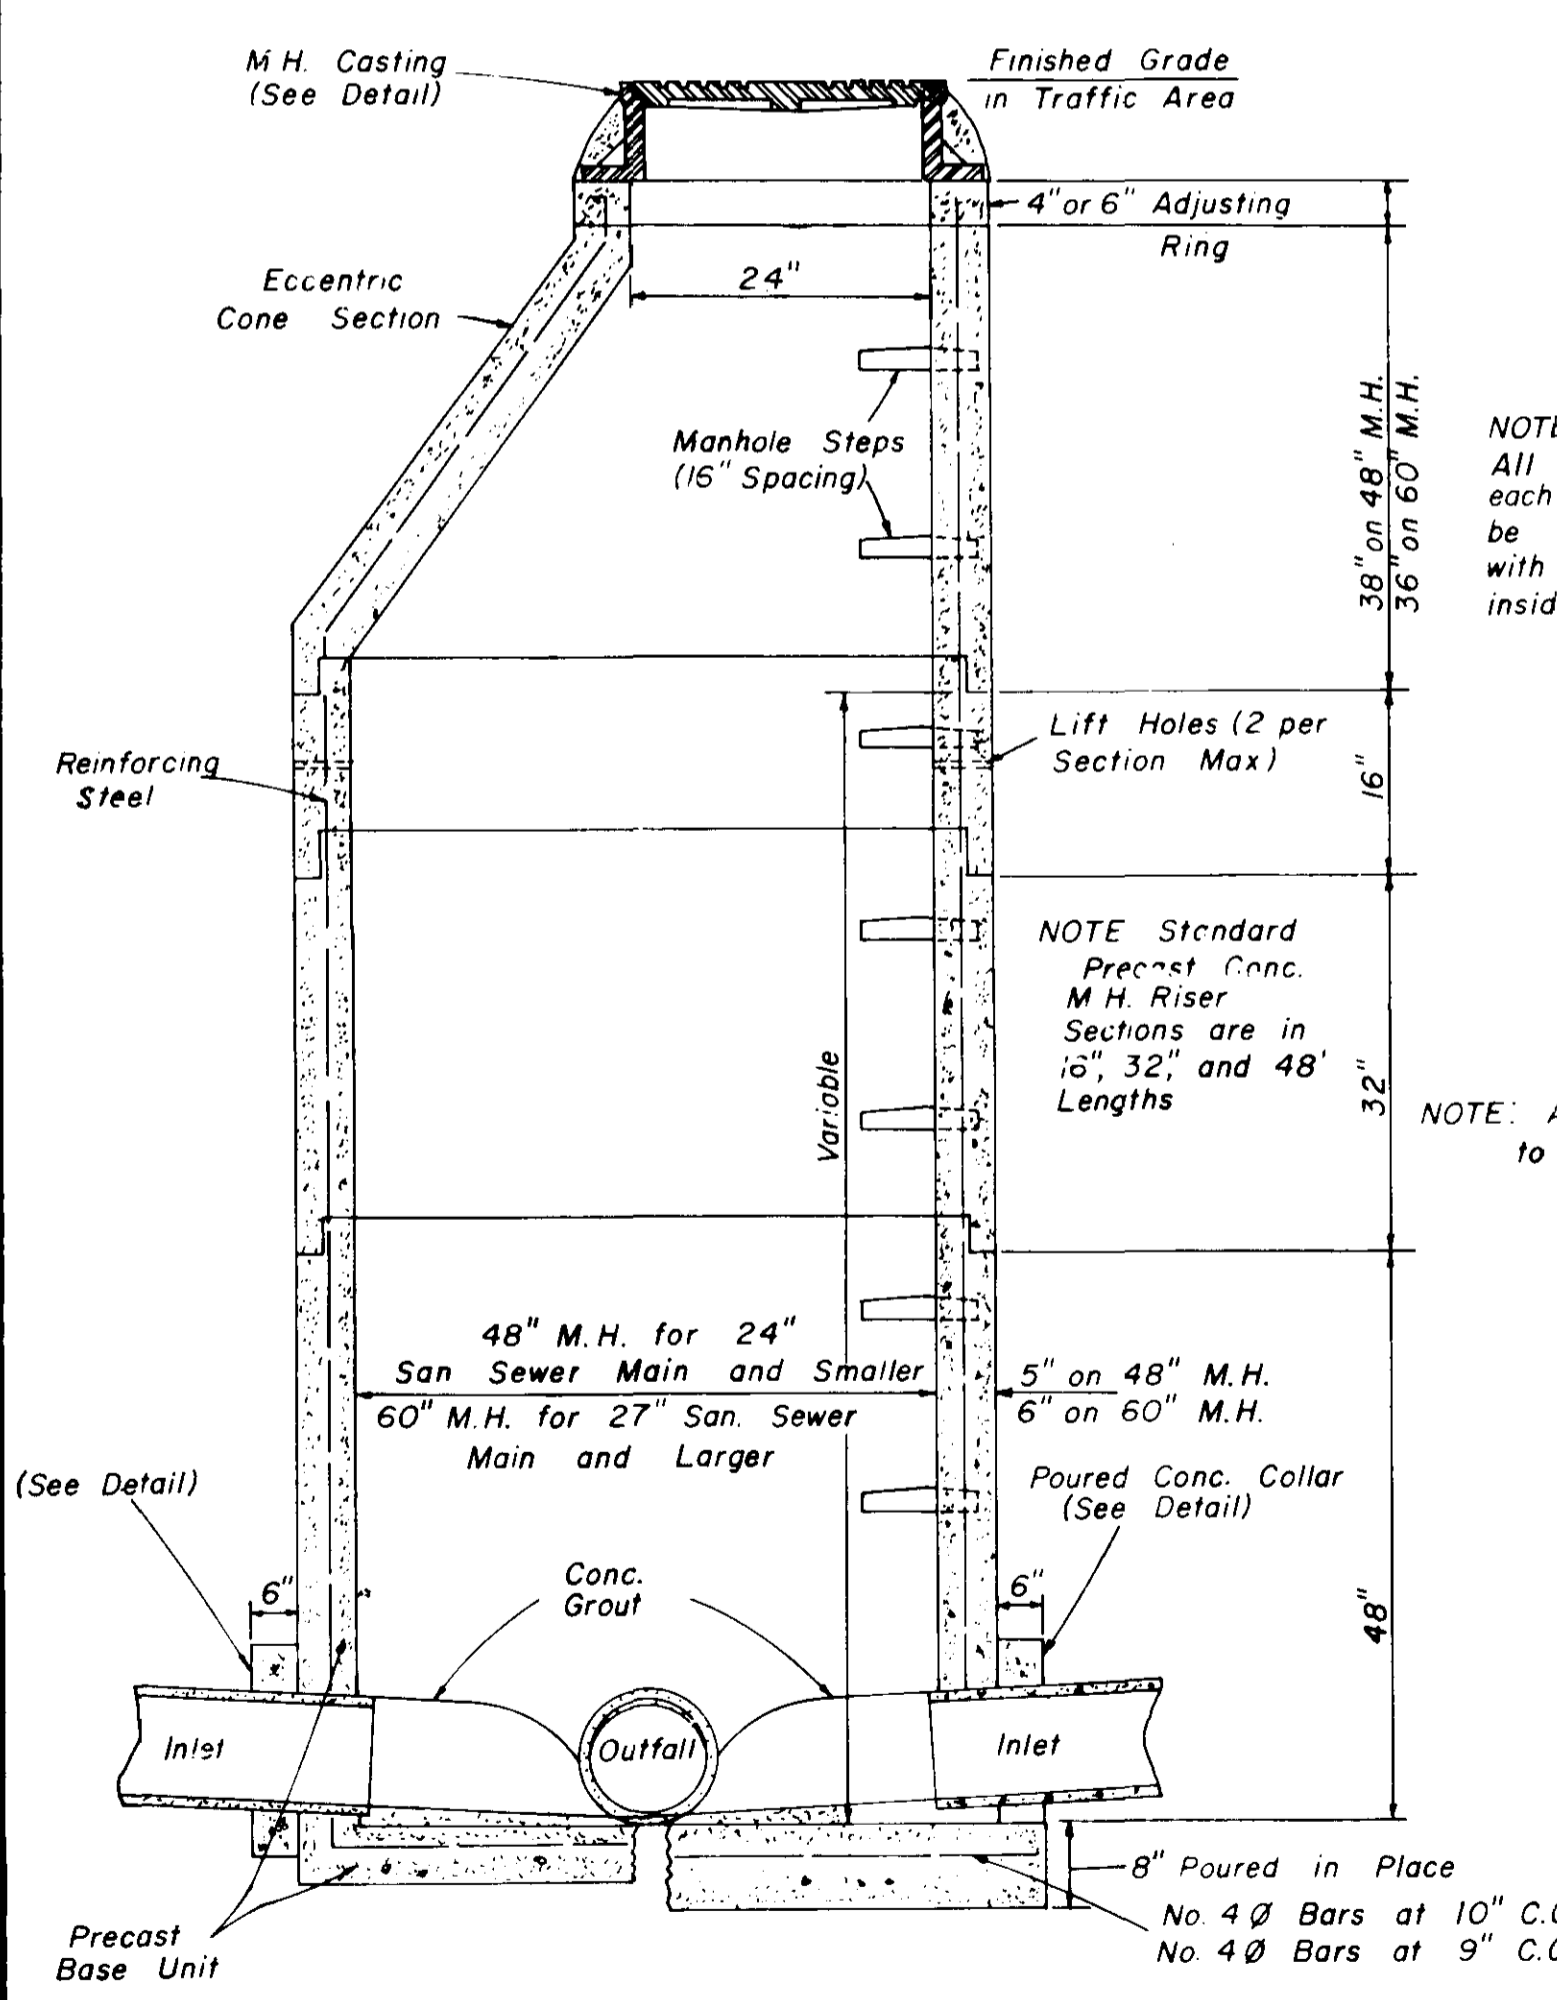 M H. Casting
(See Detail)
Finished Grade
in Traffic Area
4" or 6" Adjusting
Ring
24"
Eccentric
Cone Section
Manhole Steps
(16" Spacing)
38" on 48" M.H.
36" on 60" M.H.
NOTE
All
each
be
with
insid
Lift Holes (2 per
Section Max)
16"
Reinforcing
Steel
NOTE Standard
Precast Conc.
M H. Riser
Sections are in
16", 32", and 48'
Lengths
Variable
32"
NOTE: A
to
48" M.H. for 24"
San Sewer Main and Smaller
60" M.H. for 27" San. Sewer
Main and Larger
5" on 48" M.H.
6" on 60" M.H.
(See Detail)
Poured Conc. Collar
(See Detail)
6"
Conc.
Grout
6"
48"
Inlet
Outfall
Inlet
8" Poured in Place
No. 4 Ø Bars at 10" C.
No. 4 Ø Bars at 9" C.
Precast
Base Unit